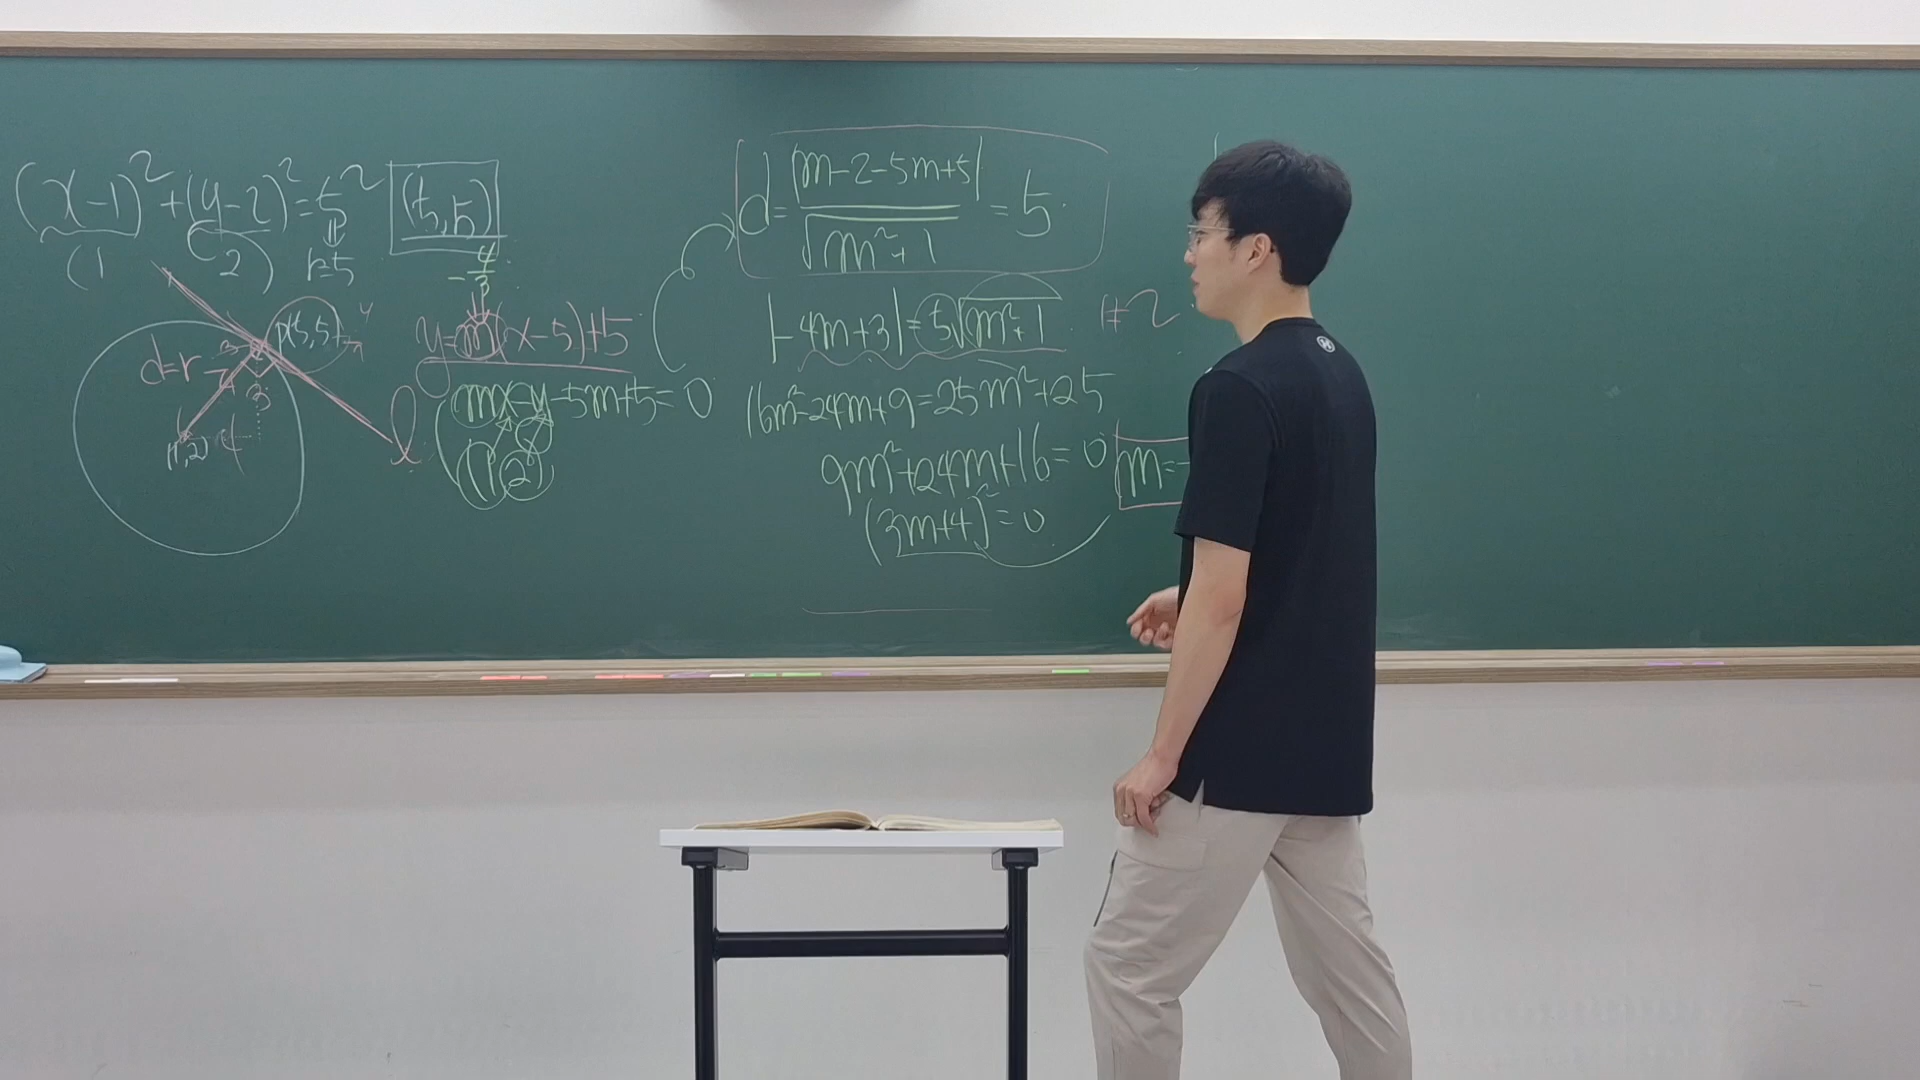 (x-1)²+(y-2)²=5² (5,5)
(1 2) r=5
-4/3
P(5,5)
d=r
3
4
(1,2)
l
y=m(x-5)+5
mx-y-5m+5=0
(1 2)
d=|m-2-5m+5|/√m²+1=5
|-4m+3|=5√m²+1
16m²-24m+9=25m²+25
9m²+24m+16=0
(3m+4)²=0
m=-